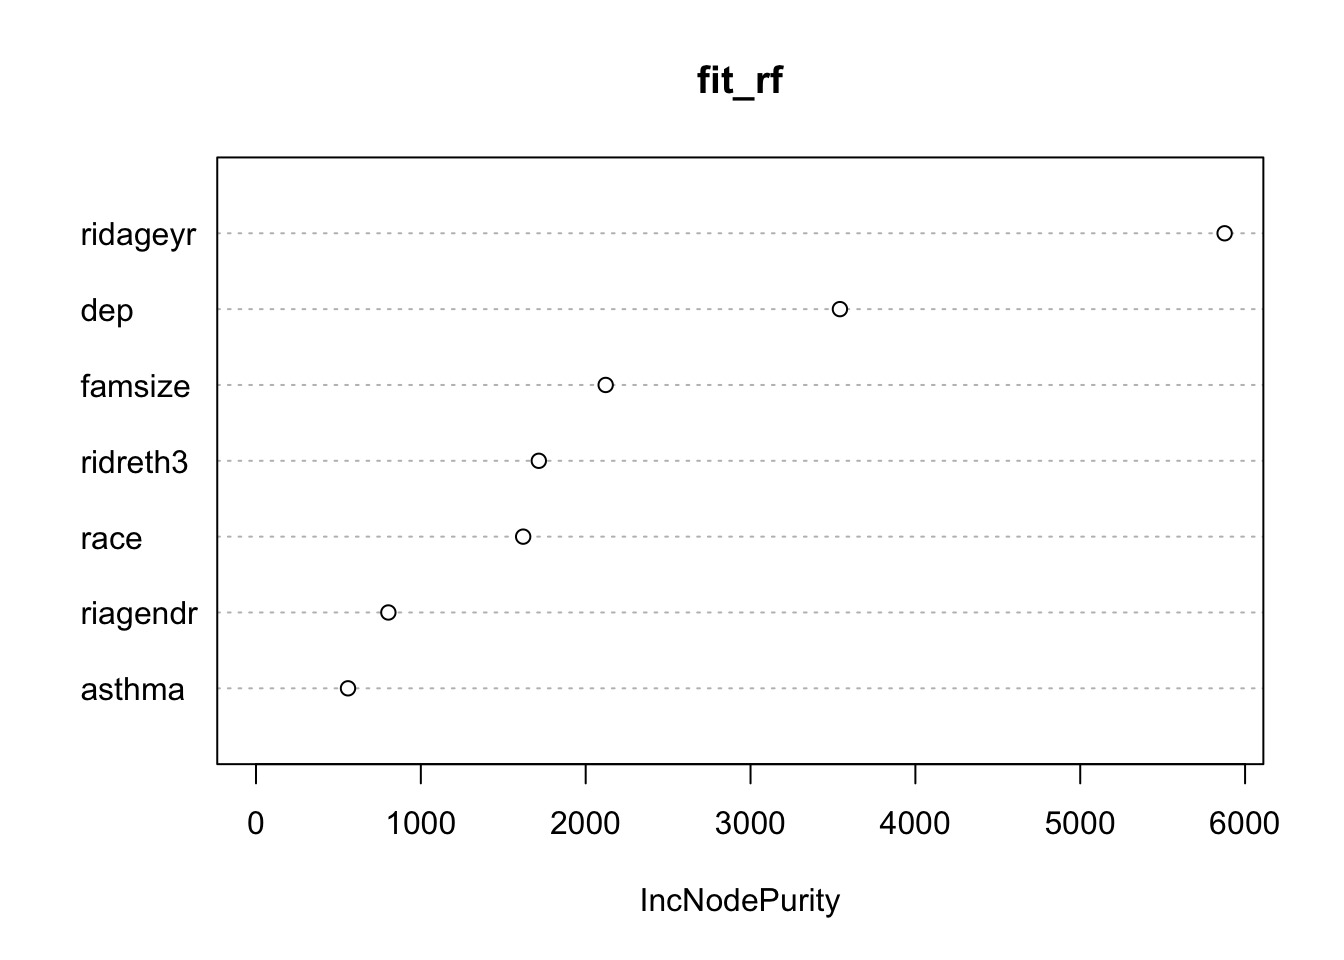 fit_rf
ridageyr
dep
famsize
ridreth3
race
riagendr
asthma
0 1000 2000 3000 4000 5000 6000
IncNodePurity